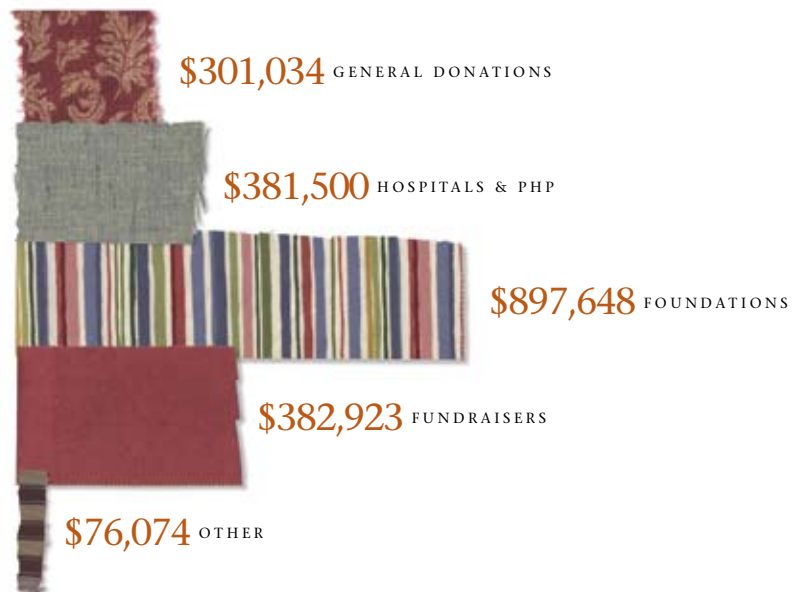 $301,034 GENERAL DONATIONS
$381,500 HOSPITALS & PHP
$897,648 FOUNDATIONS
$382,923 FUNDRAISERS
$76,074 OTHER